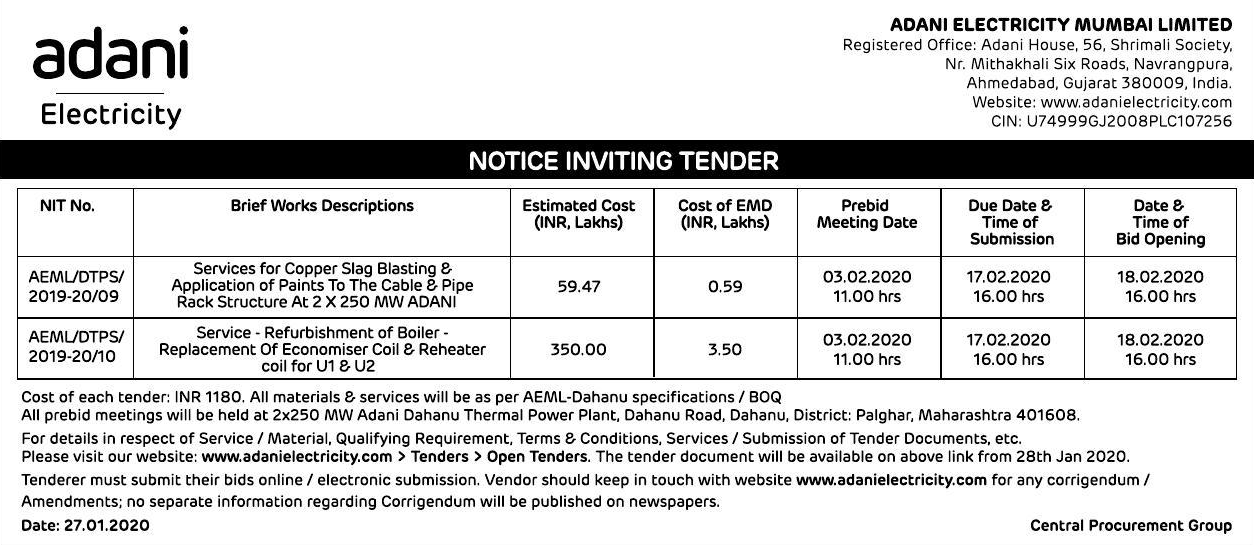 adani
Electricity
ADANI ELECTRICITY MUMBAI LIMITED
Registered Office: Adani House, 56, Shrimali Society,
Nr. Mithakhali Six Roads, Navrangpura,
Ahmedabad, Gujarat 380009, India.
Website: www.adanielectricity.com
CIN: U74999GJ2008PLC107256
NOTICE INVITING TENDER
NIT No.
Brief Works Descriptions
Estimated Cost
(INR, Lakhs)
Cost of EMD
(INR, Lakhs)
Prebid
Meeting Date
Due Date &
Time of
Submission
Date &
Time of
Bid Opening
AEML/DTPS/
2019-20/09
Services for Copper Slag Blasting &
Application of Paints To The Cable & Pipe
Rack Structure At 2 X 250 MW ADANI
59.47
0.59
03.02.2020
11.00 hrs
17.02.2020
16.00 hrs
18.02.2020
16.00 hrs
AEML/DTPS/
2019-20/10
Service - Refurbishment of Boiler -
Replacement Of Economiser Coil & Reheater
coil for U1 & U2
350.00
3.50
03.02.2020
11.00 hrs
17.02.2020
16.00 hrs
18.02.2020
16.00 hrs
Cost of each tender: INR 1180. All materials & services will be as per AEML-Dahanu specifications / BOQ
All prebid meetings will be held at 2x250 MW Adani Dahanu Thermal Power Plant, Dahanu Road, Dahanu, District: Palghar, Maharashtra 401608.
For details in respect of Service / Material, Qualifying Requirement, Terms & Conditions, Services / Submission of Tender Documents, etc.
Please visit our website: www.adanielectricity.com > Tenders > Open Tenders. The tender document will be available on above link from 28th Jan 2020.
Tenderer must submit their bids online / electronic submission. Vendor should keep in touch with website www.adanielectricity.com for any corrigendum /
Amendments; no separate information regarding Corrigendum will be published on newspapers.
Date: 27.01.2020
Central Procurement Group